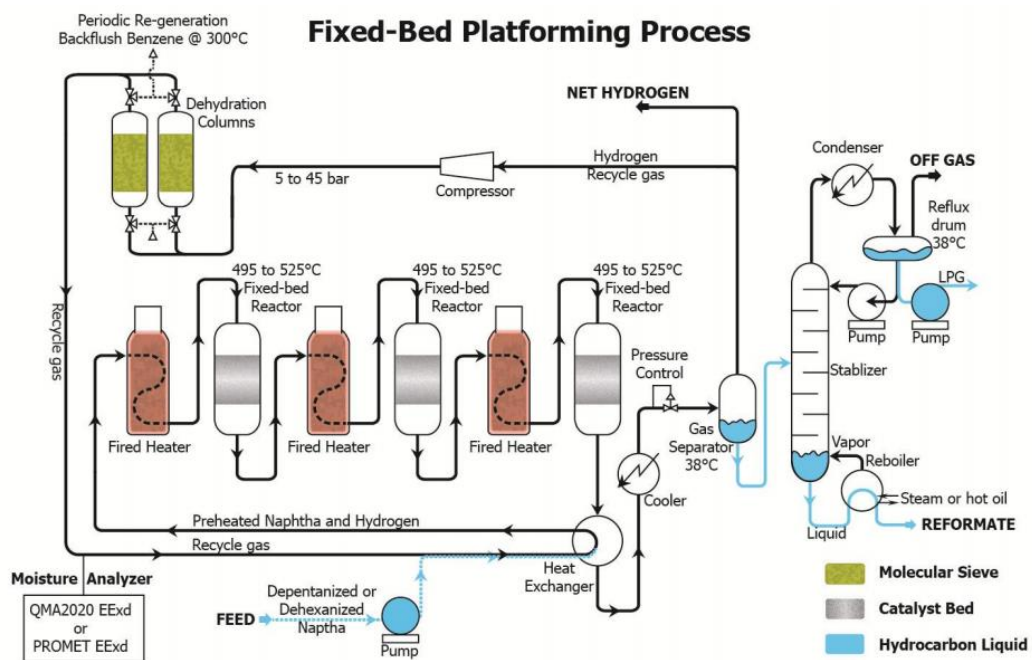 Fixed-Bed Platforming Process
Periodic Re-generation
Backflush Benzene @ 300°C
Dehydration
Columns
NET HYDROGEN
Hydrogen
Recycle gas
5 to 45 bar
Compressor
Condenser
OFF GAS
Reflux
drum
38°C
LPG
Pump
Pump
Recycle gas
495 to 525°C
Fixed-bed
Reactor
495 to 525°C
Fixed-bed
Reactor
495 to 525°C
Fixed-bed
Reactor
Fired Heater
Fired Heater
Fired Heater
Pressure
Control
Gas
Separator
38°C
Cooler
Stablizer
Vapor
Reboiler
Steam or hot oil
REFORMATE
Liquid
Preheated Naphtha and Hydrogen
Recycle gas
Heat
Exchanger
Moisture Analyzer
QMA2020 EExd
or
PROMET EExd
FEED
Depentanized or
Dehexanized
Naptha
Pump
Molecular Sieve
Catalyst Bed
Hydrocarbon Liquid